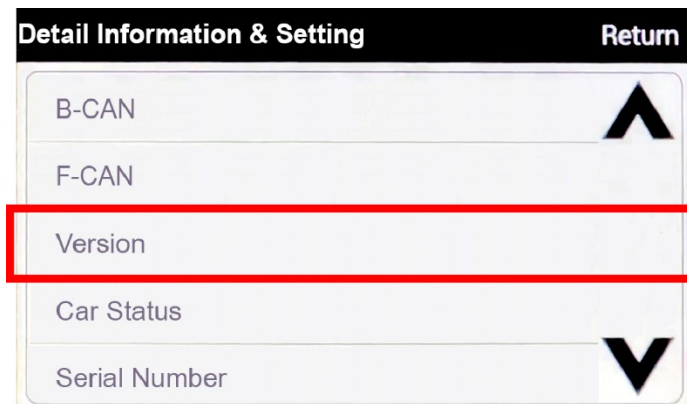 Detail Information & Setting Return
B-CAN
F-CAN
Version
Car Status
Serial Number